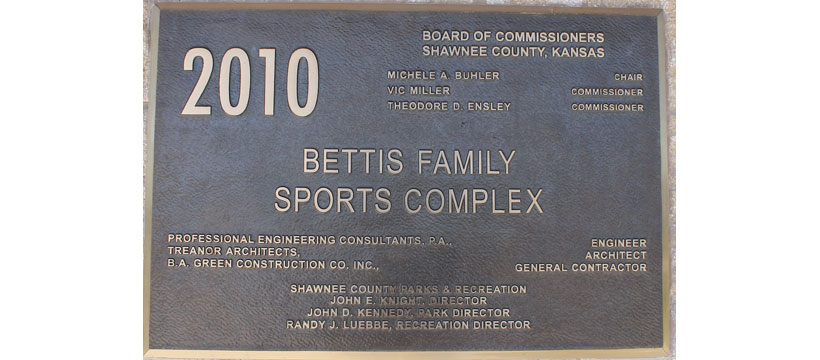 2010
BOARD OF COMMISSIONERS
SHAWNEE COUNTY, KANSAS
MICHELE A. BUHLER CHAIR
VIC MILLER COMMISSIONER
THEODORE D. ENSLEY COMMISSIONER
BETTIS FAMILY
SPORTS COMPLEX
PROFESSIONAL ENGINEERING CONSULTANTS, P.A., ENGINEER
TREANOR ARCHITECTS, ARCHITECT
B.A. GREEN CONSTRUCTION CO. INC., GENERAL CONTRACTOR
SHAWNEE COUNTY PARKS & RECREATION
JOHN E. KNIGHT, DIRECTOR
JOHN D. KENNEDY, PARK DIRECTOR
RANDY J. LUEBBE, RECREATION DIRECTOR